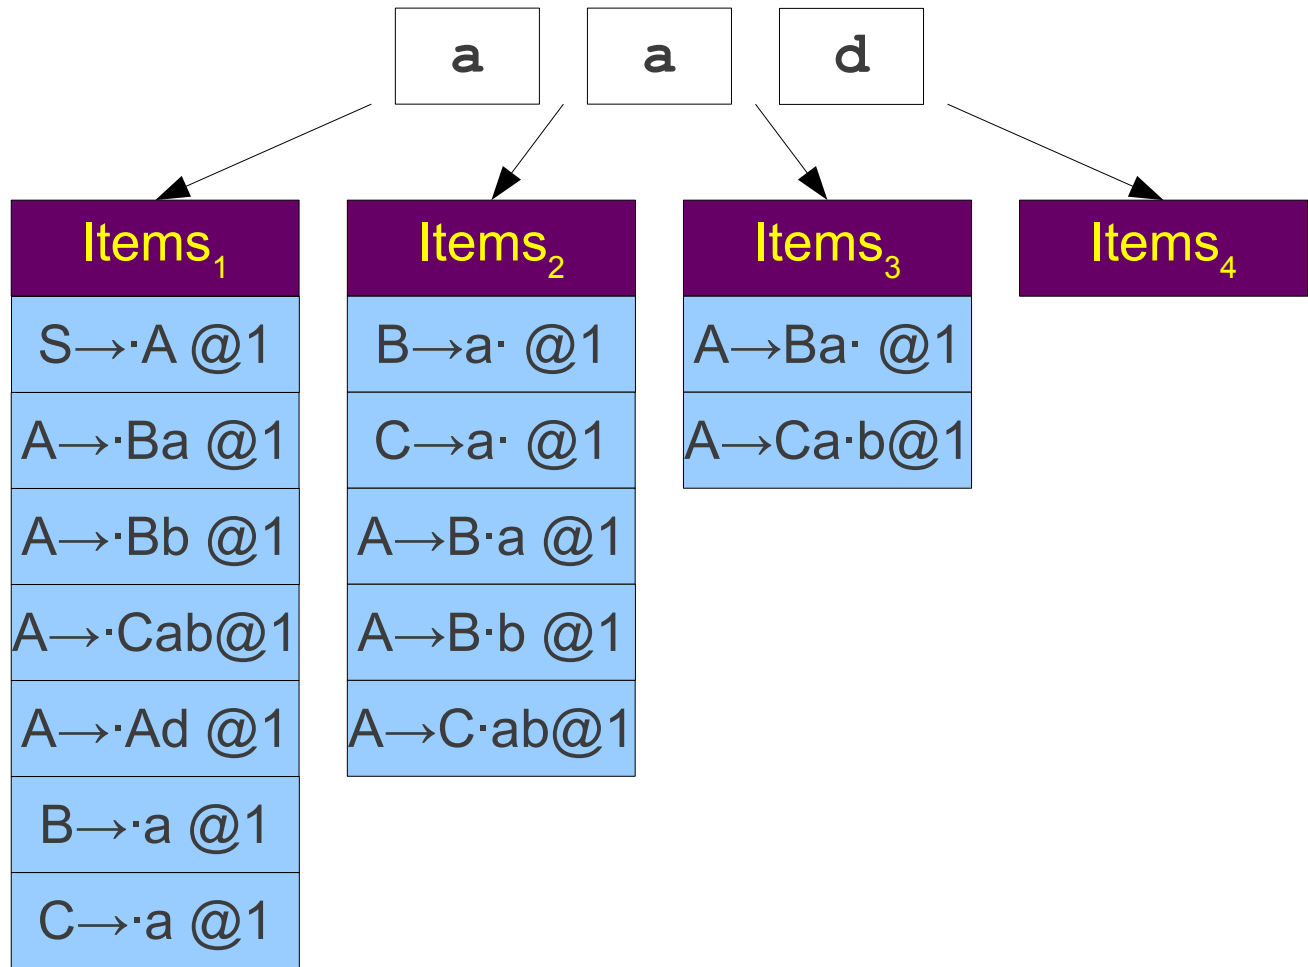 a a d
Items₁ Items₂ Items₃ Items₄
S→·A @1 B→a· @1 A→Ba· @1
A→·Ba @1 C→a· @1 A→Ca·b@1
A→·Bb @1 A→B·a @1
A→·Cab@1 A→B·b @1
A→·Ad @1 A→C·ab@1
B→·a @1
C→·a @1